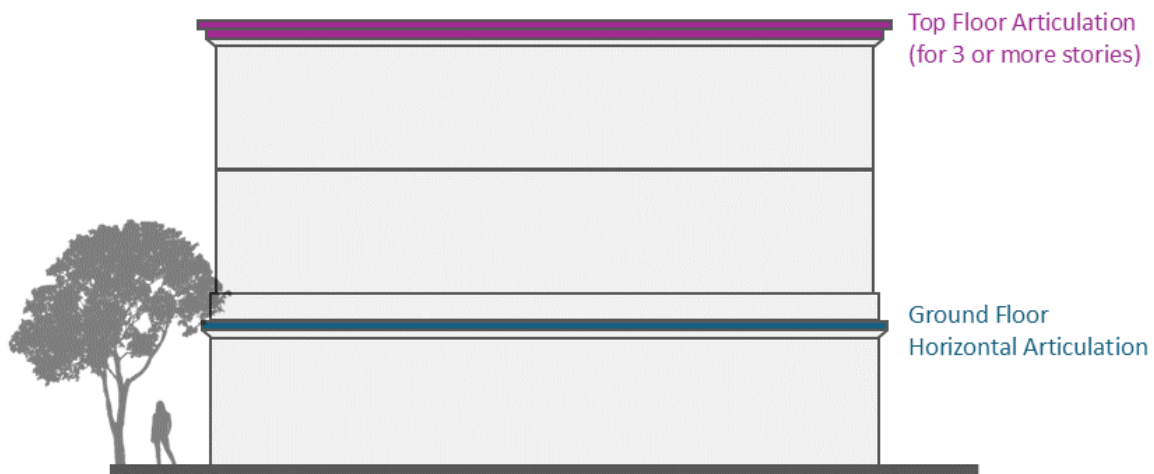 Top Floor Articulation
(for 3 or more stories)
Ground Floor
Horizontal Articulation